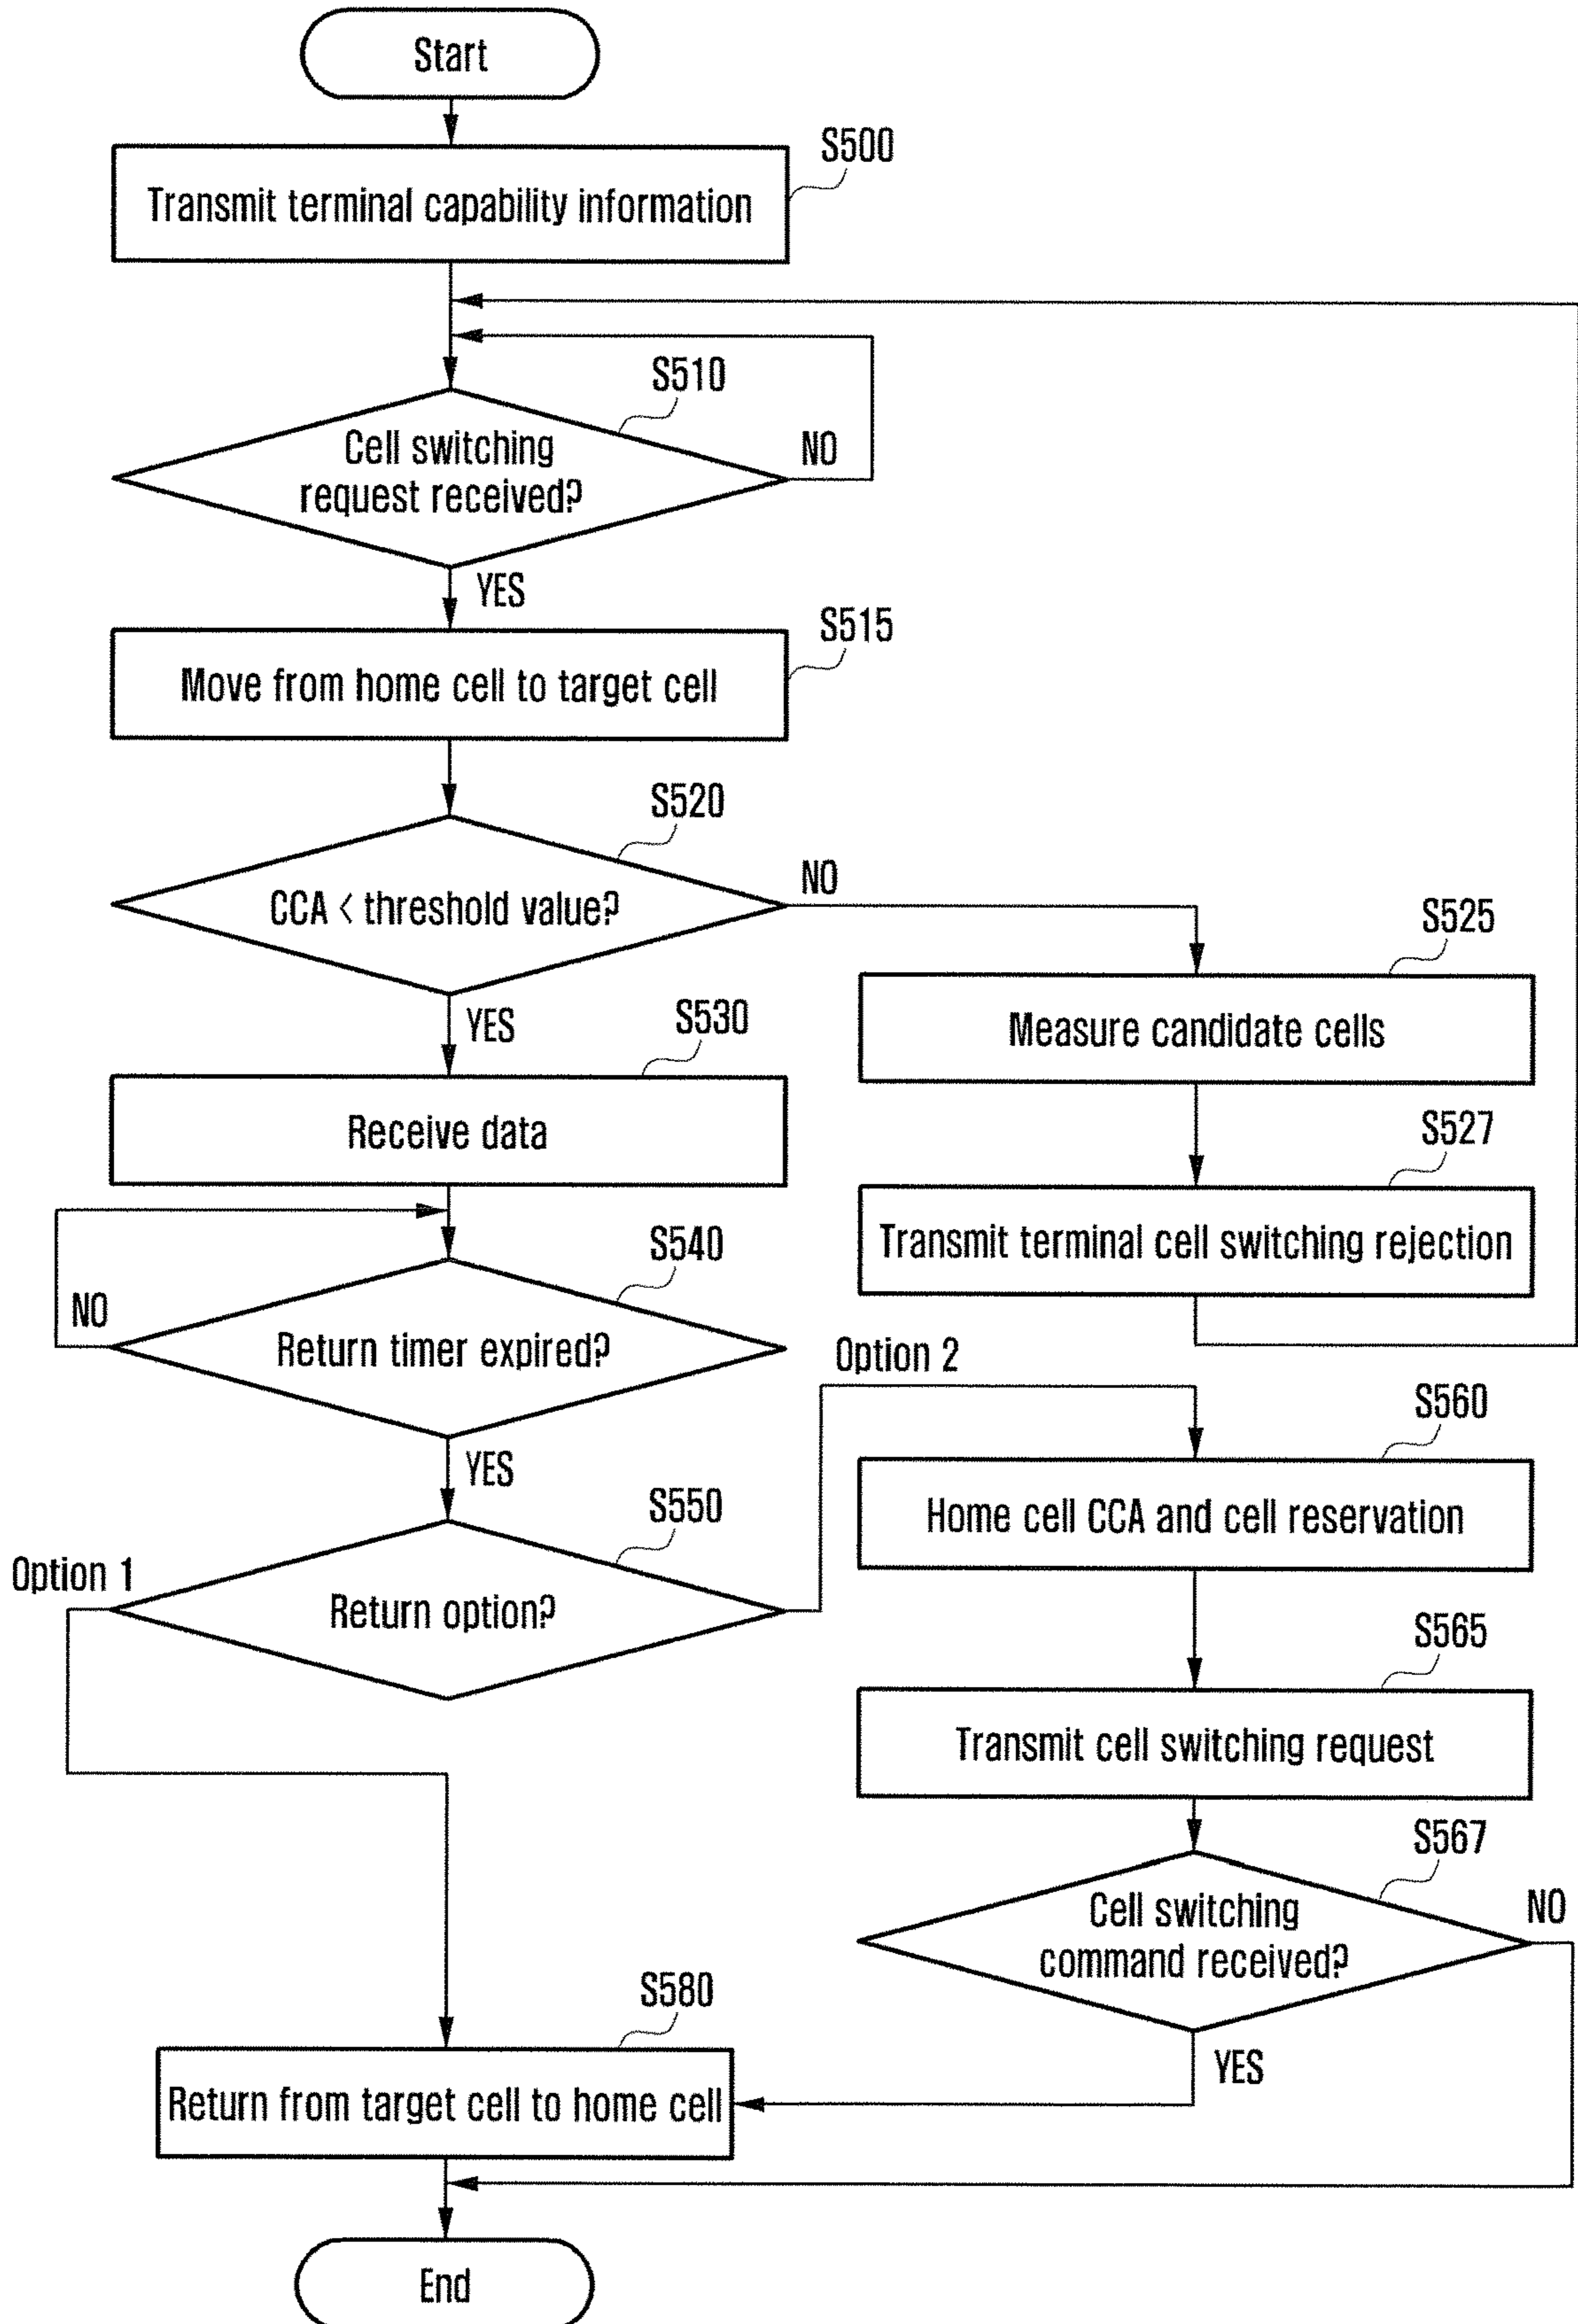 Start
S500
Transmit terminal capability information
S510
Cell switching
request received?
NO
YES
S515
Move from home cell to target cell
S520
CCA < threshold value?
NO
YES
S525
Measure candidate cells
S530
Receive data
S527
Transmit terminal cell switching rejection
S540
Return timer expired?
NO
YES
Option 2
S550
Return option?
Option 1
S560
Home cell CCA and cell reservation
S565
Transmit cell switching request
S567
Cell switching
command received?
NO
YES
S580
Return from target cell to home cell
End